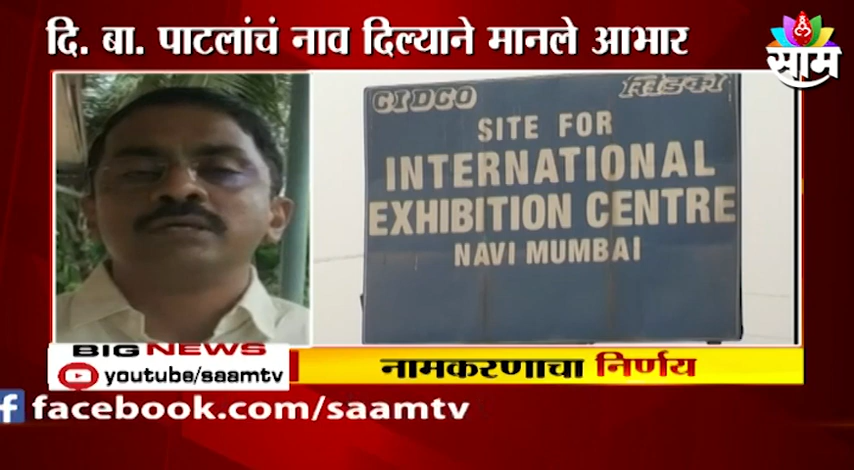 दि. बा. पाटलांचं नाव दिल्याने मानले आभार
साम
CIDCO सिडको
SITE FOR
INTERNATIONAL
EXHIBITION CENTRE
NAVI MUMBAI
BIG NEWS
youtube/saamtv
नामकरणाचा निर्णय
facebook.com/saamtv